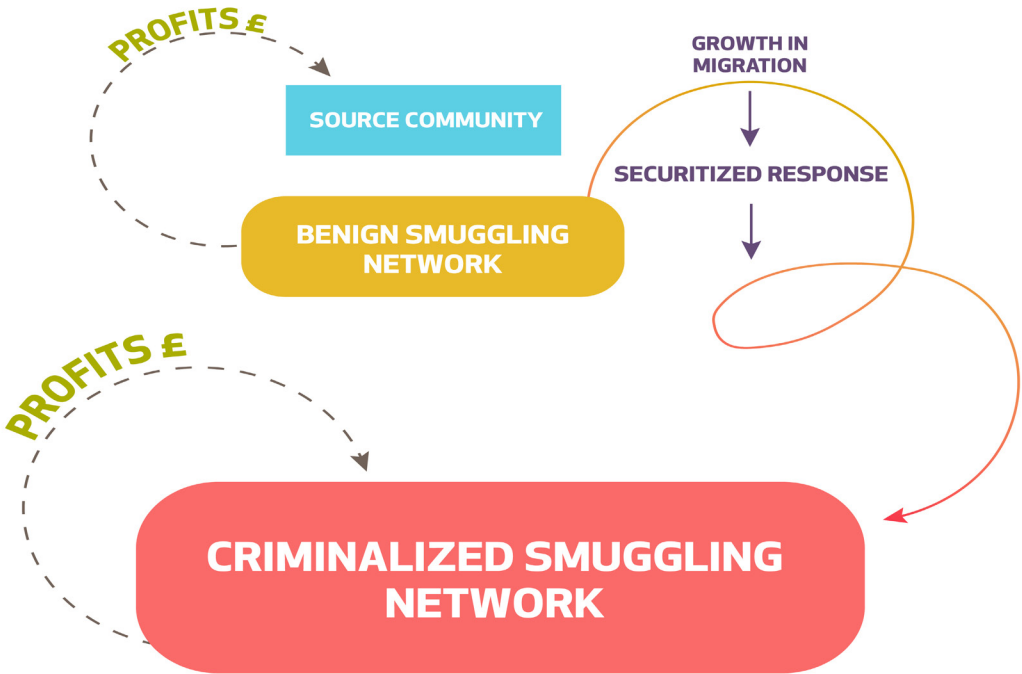 PROFITS £
SOURCE COMMUNITY
BENIGN SMUGGLING
NETWORK
GROWTH IN
MIGRATION
SECURITIZED RESPONSE
PROFITS £
CRIMINALIZED SMUGGLING
NETWORK